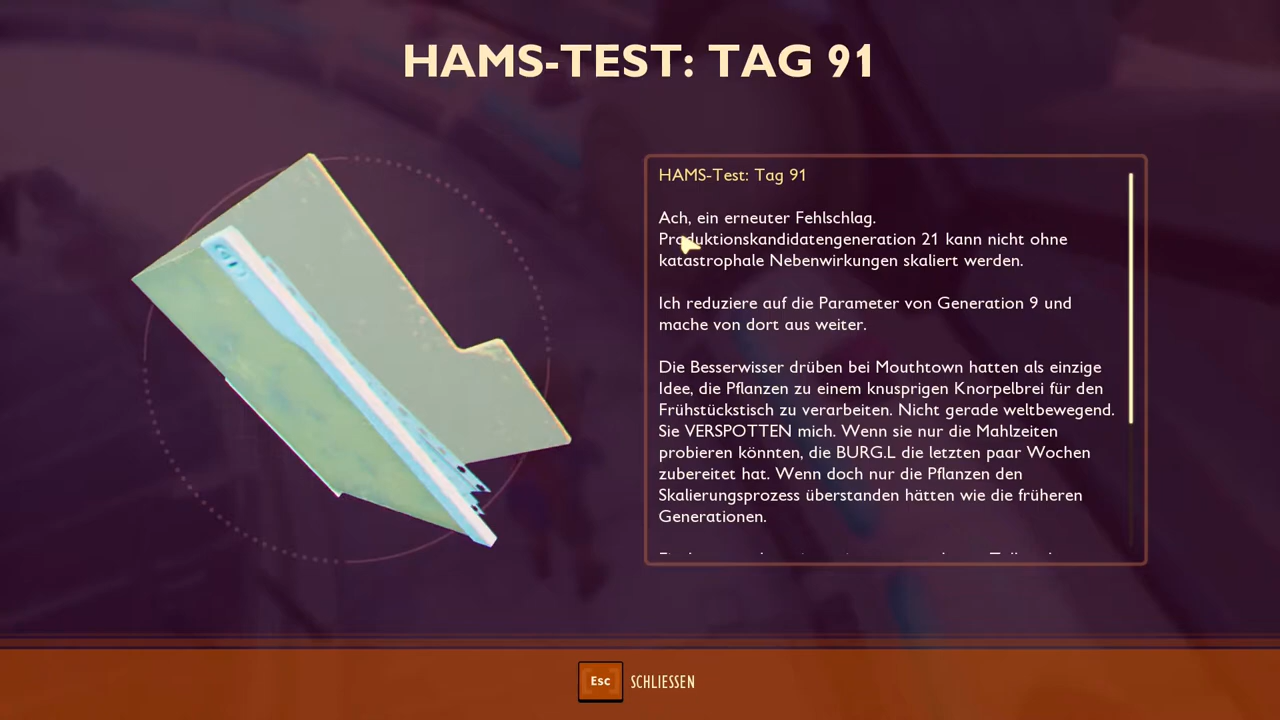 HAMS-TEST: TAG 91
HAMS-Test: Tag 91
Ach, ein erneuter Fehlschlag.
Produktionskandidatengeneration 21 kann nicht ohne
katastrophale Nebenwirkungen skaliert werden.
Ich reduziere auf die Parameter von Generation 9 und
mache von dort aus weiter.
Die Besserwisser drüben bei Mouthtown hatten als einzige
Idee, die Pflanzen zu einem knusprigen Knorpelbrei für den
Frühstückstisch zu verarbeiten. Nicht gerade weltbewegend.
Sie VERSPOTTEN mich. Wenn sie nur die Mahlzeiten
probieren könnten, die BURG.L die letzten paar Wochen
zubereitet hat. Wenn doch nur die Pflanzen den
Skalierungsprozess überstanden hätten wie die früheren
Generationen.
Esc SCHLIESSEN